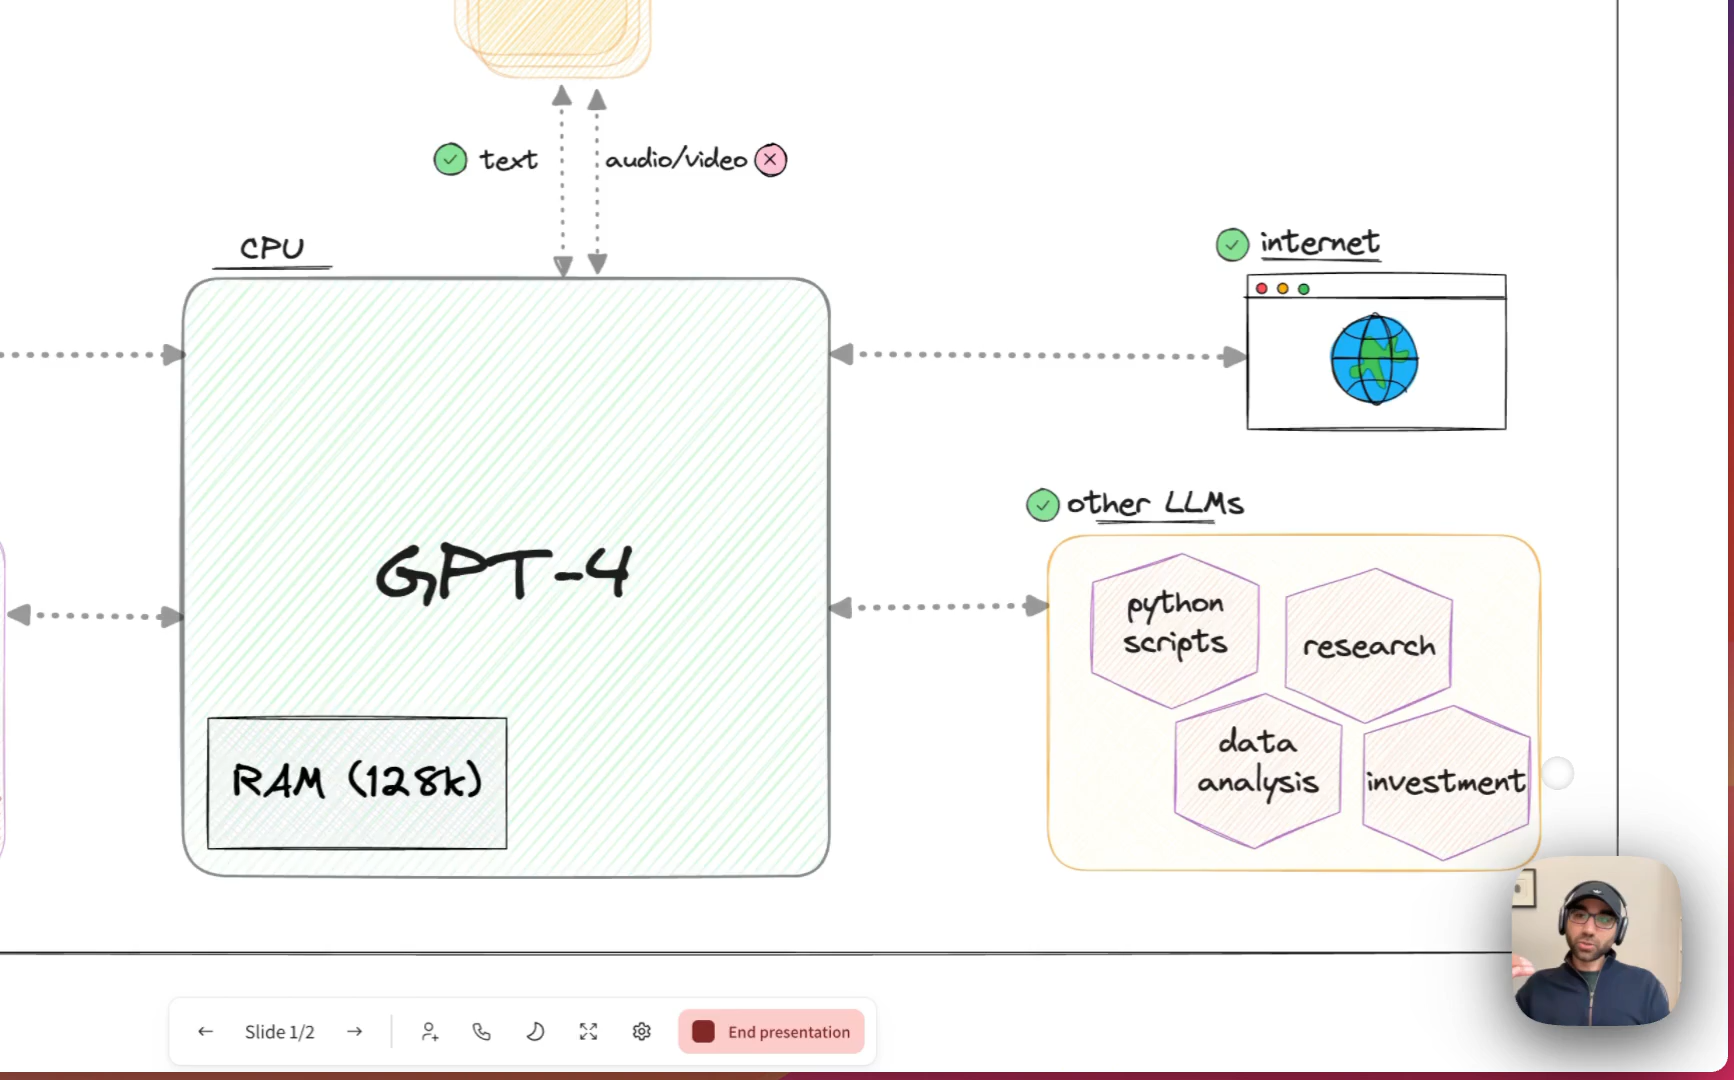 text
audio/video
CPU
internet
other LLMs
python
scripts
research
GPT-4
data
analysis
investment
RAM (128k)
Slide 1/2
End presentation